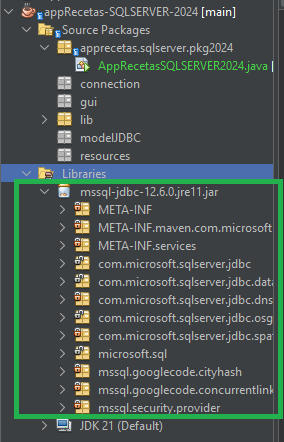 appRecetas-SQLSERVER-2024 [main]
Source Packages
apprecetas.sqlserver.pkg2024
AppRecetasSQLSERVER2024.java [
connection
gui
lib
modelJDBC
resources
Libraries
mssql-jdbc-12.6.0.jre11.jar
META-INF
META-INF.maven.com.microsoft
META-INF.services
com.microsoft.sqlserver.jdbc
com.microsoft.sqlserver.jdbc.data
com.microsoft.sqlserver.jdbc.dns
com.microsoft.sqlserver.jdbc.osg
com.microsoft.sqlserver.jdbc.spa
microsoft.sql
mssql.googlecode.cityhash
mssql.googlecode.concurrentlink
mssql.security.provider
JDK 21 (Default)